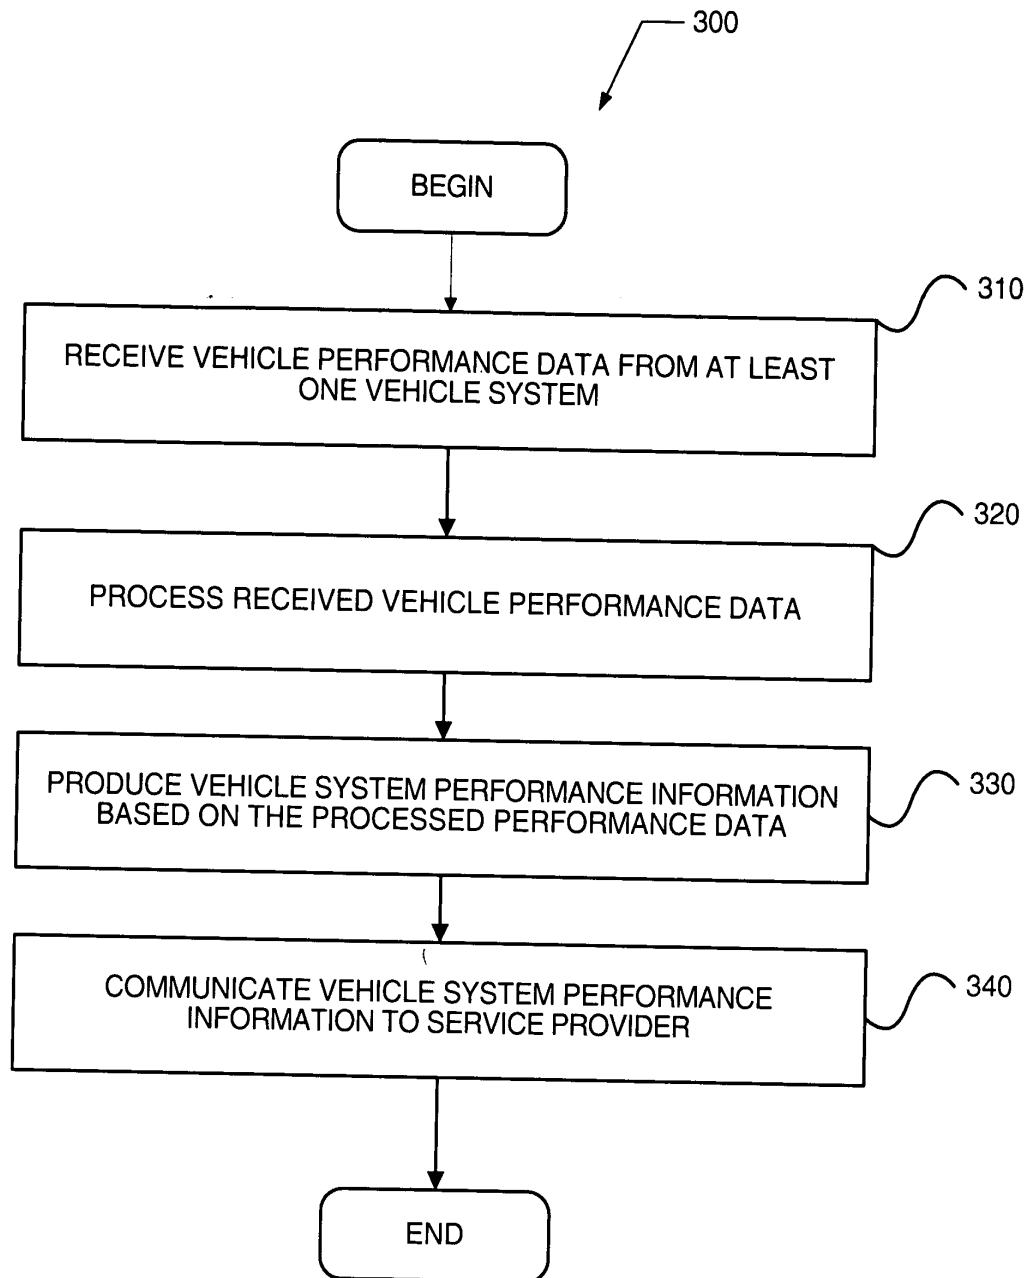 300
BEGIN
310
RECEIVE VEHICLE PERFORMANCE DATA FROM AT LEAST
ONE VEHICLE SYSTEM
320
PROCESS RECEIVED VEHICLE PERFORMANCE DATA
330
PRODUCE VEHICLE SYSTEM PERFORMANCE INFORMATION
BASED ON THE PROCESSED PERFORMANCE DATA
340
COMMUNICATE VEHICLE SYSTEM PERFORMANCE
INFORMATION TO SERVICE PROVIDER
END